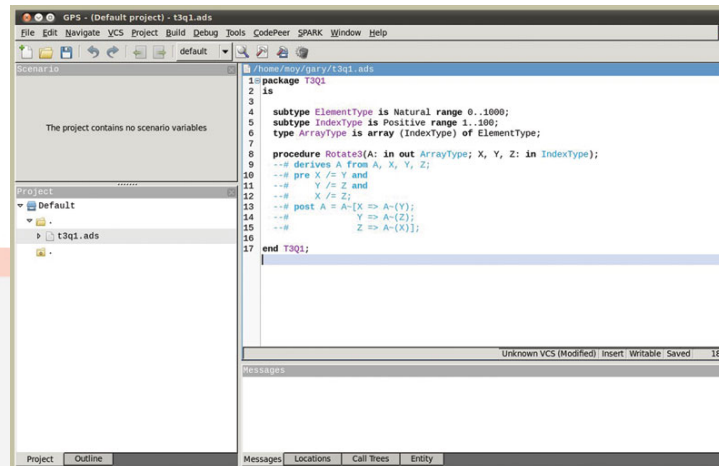 GPS - (Default project) - t3q1.ads
File Edit Navigate VCS Project Build Debug Tools CodePeer SPARK Window Help
default
Scenario
The project contains no scenario variables
Project
Default
.
t3q1.ads
.
Project Outline
/home/moy/gary/t3q1.ads
1 package T3Q1
2 is
3
4 subtype ElementType is Natural range 0..1000;
5 subtype IndexType is Positive range 1..100;
6 type ArrayType is array (IndexType) of ElementType;
7
8 procedure Rotate3(A: in out ArrayType; X, Y, Z: in IndexType);
9 --# derives A from A, X, Y, Z;
10 --# pre X /= Y and
11 --# Y /= Z and
12 --# X /= Z;
13 --# post A = A~[X => A~(Y);
14 --# Y => A~(Z);
15 --# Z => A~(X)];
16
17 end T3Q1;
Unknown VCS (Modified) Insert Writable Saved 18
Messages
Messages Locations Call Trees Entity